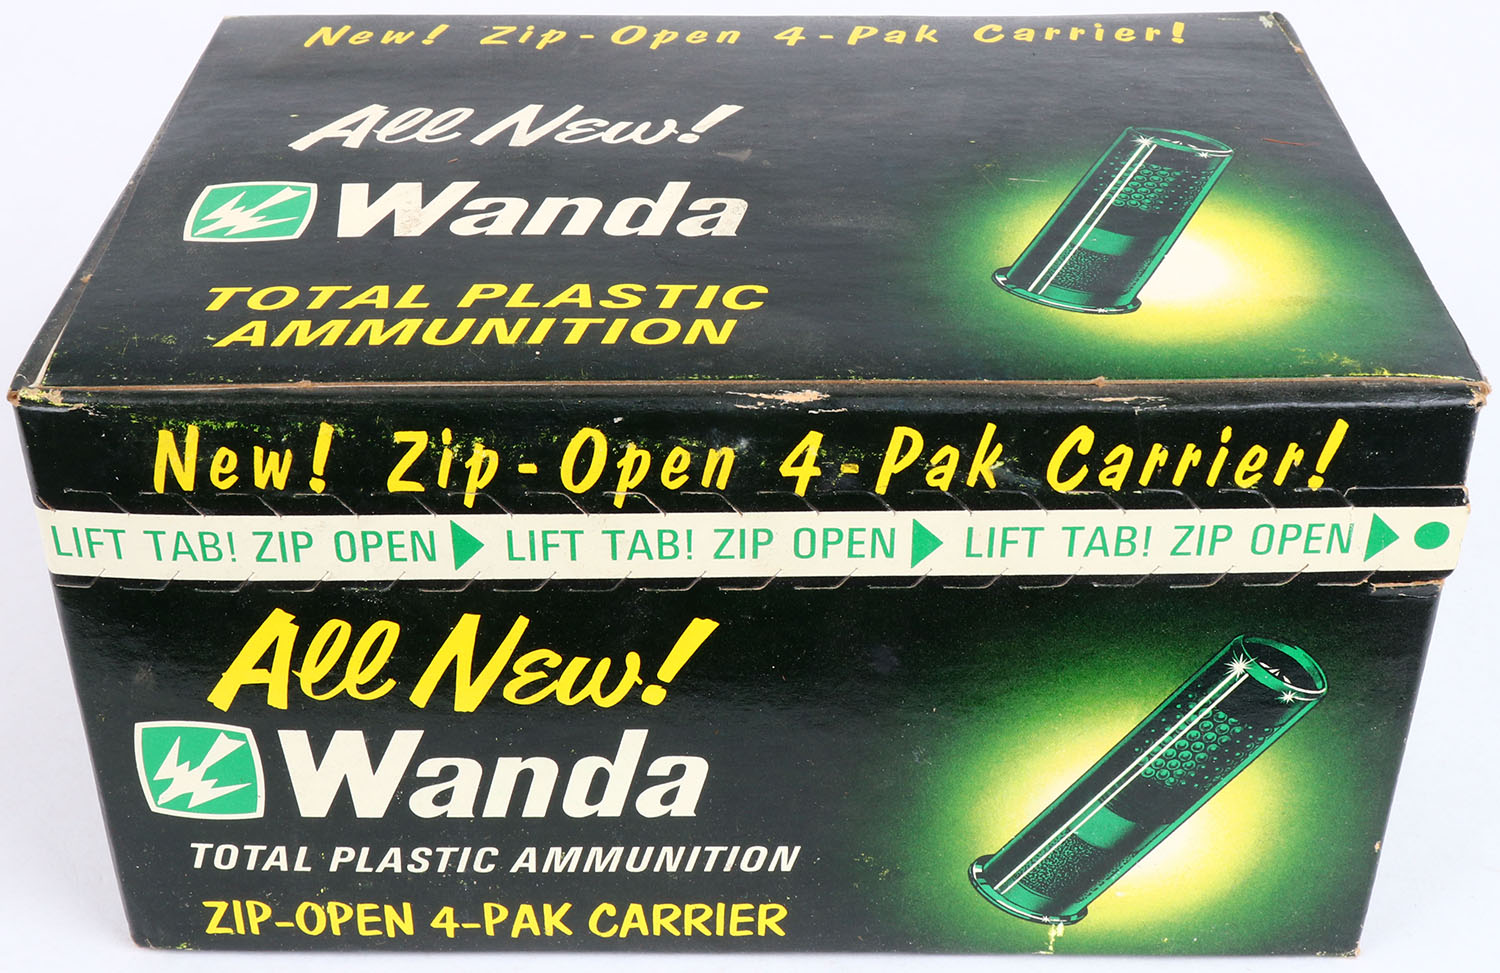 New! Zip-Open 4-Pak Carrier!
All New!
Wanda
TOTAL PLASTIC
AMMUNITION
New! Zip-Open 4-Pak Carrier!
LIFT TAB! ZIP OPEN LIFT TAB! ZIP OPEN LIFT TAB! ZIP OPEN
All New!
Wanda
TOTAL PLASTIC AMMUNITION
ZIP-OPEN 4-PAK CARRIER